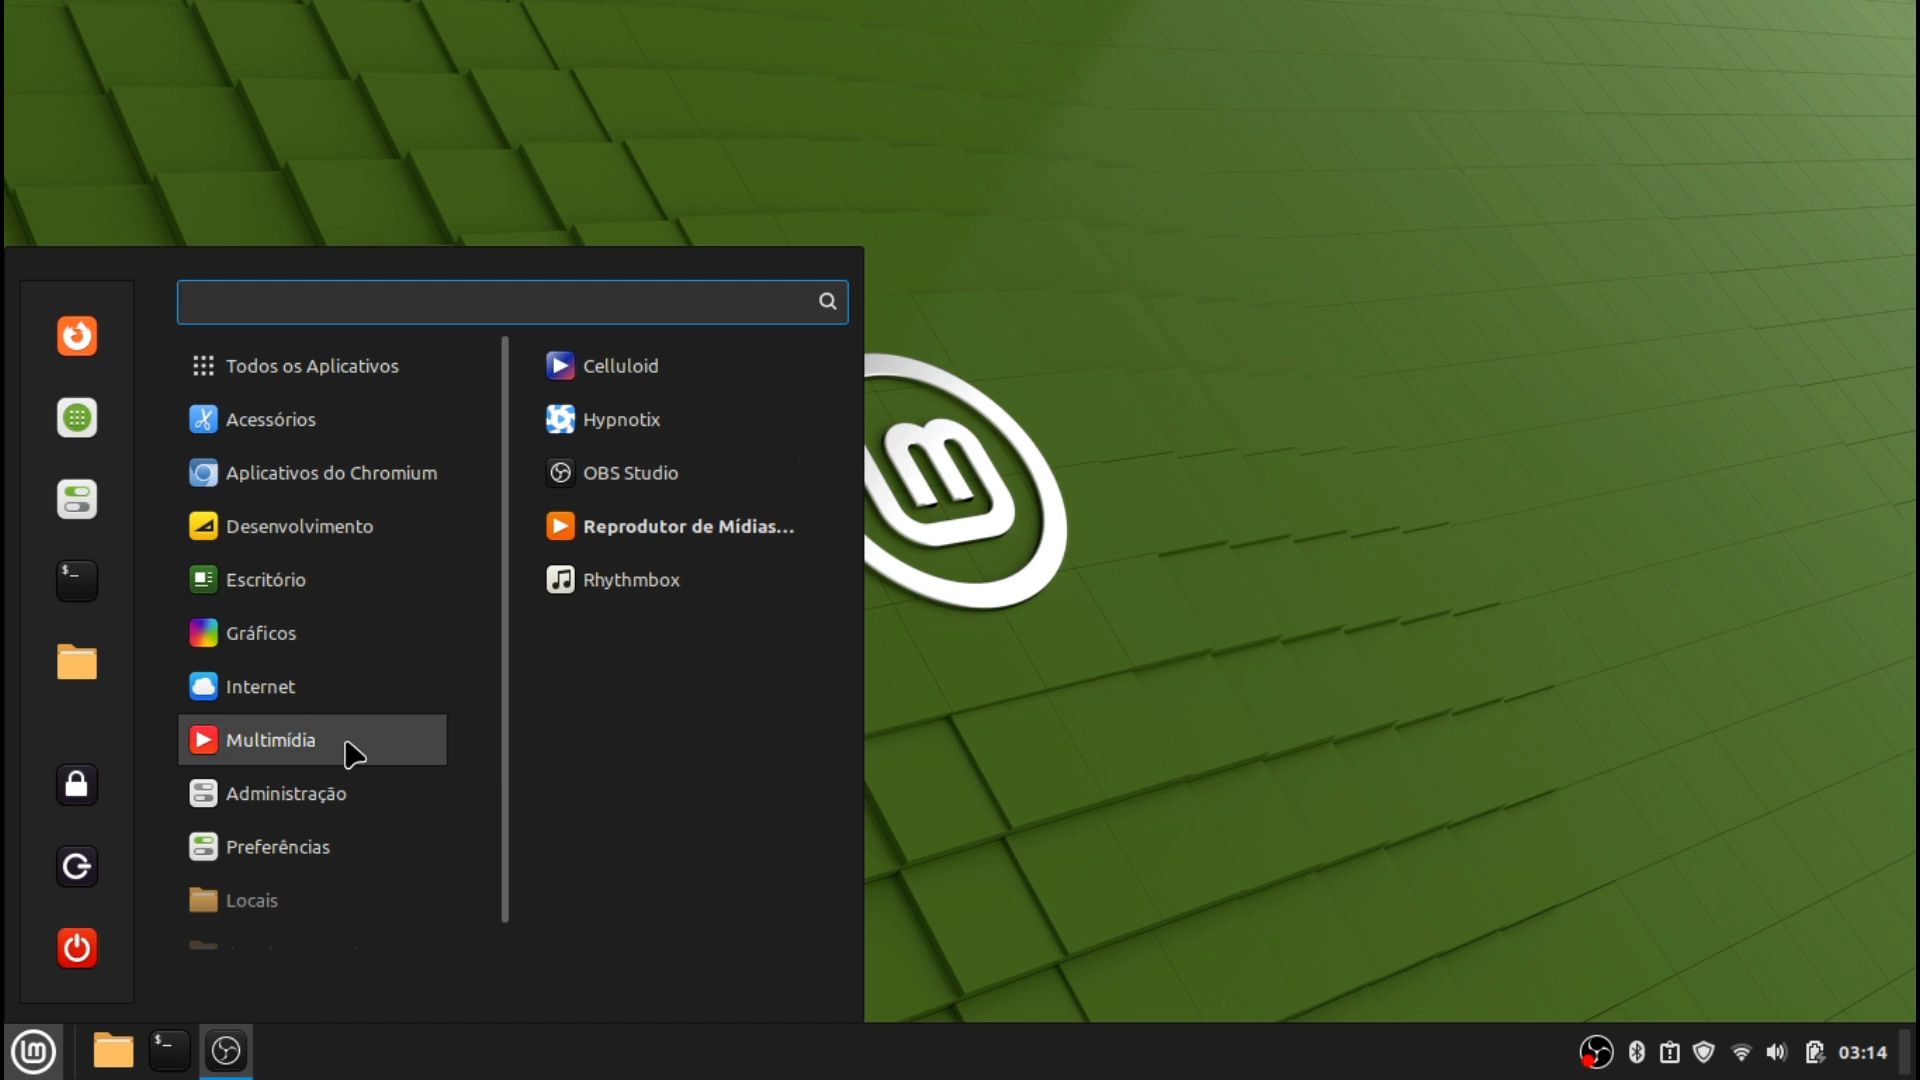 Todos os Aplicativos
Acessórios
Aplicativos do Chromium
Desenvolvimento
Escritório
Gráficos
Internet
Multimídia
Administração
Preferências
Locais
Celluloid
Hypnotix
OBS Studio
Reprodutor de Mídias...
Rhythmbox
$_
$_
03:14